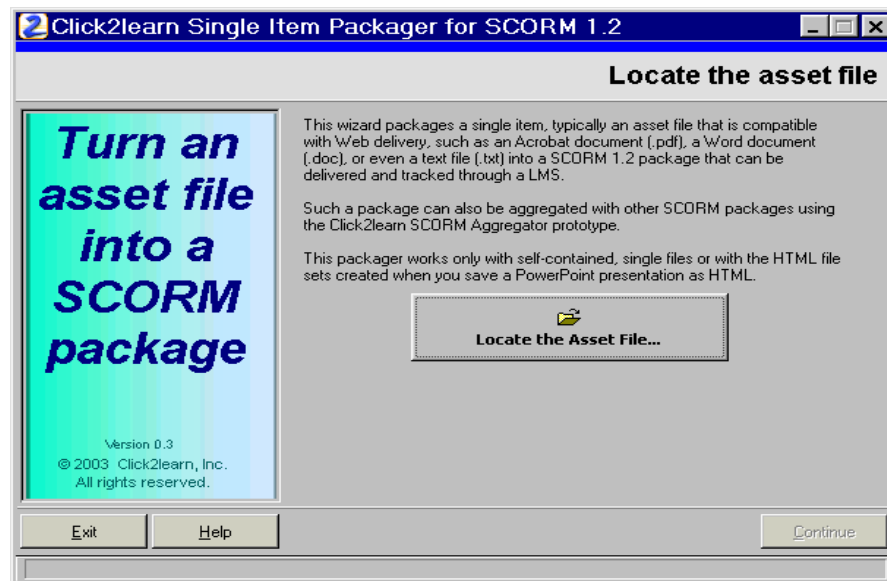 Click2learn Single Item Packager for SCORM 1.2
Locate the asset file
Turn an
asset file
into a
SCORM
package
Version 0.3
© 2003 Click2learn, Inc.
All rights reserved.
This wizard packages a single item, typically an asset file that is compatible
with Web delivery, such as an Acrobat document (.pdf), a Word document
(.doc), or even a text file (.txt) into a SCORM 1.2 package that can be
delivered and tracked through a LMS.
Such a package can also be aggregated with other SCORM packages using
the Click2learn SCORM Aggregator prototype.
This packager works only with self-contained, single files or with the HTML file
sets created when you save a PowerPoint presentation as HTML.
Locate the Asset File...
Exit
Help
Continue